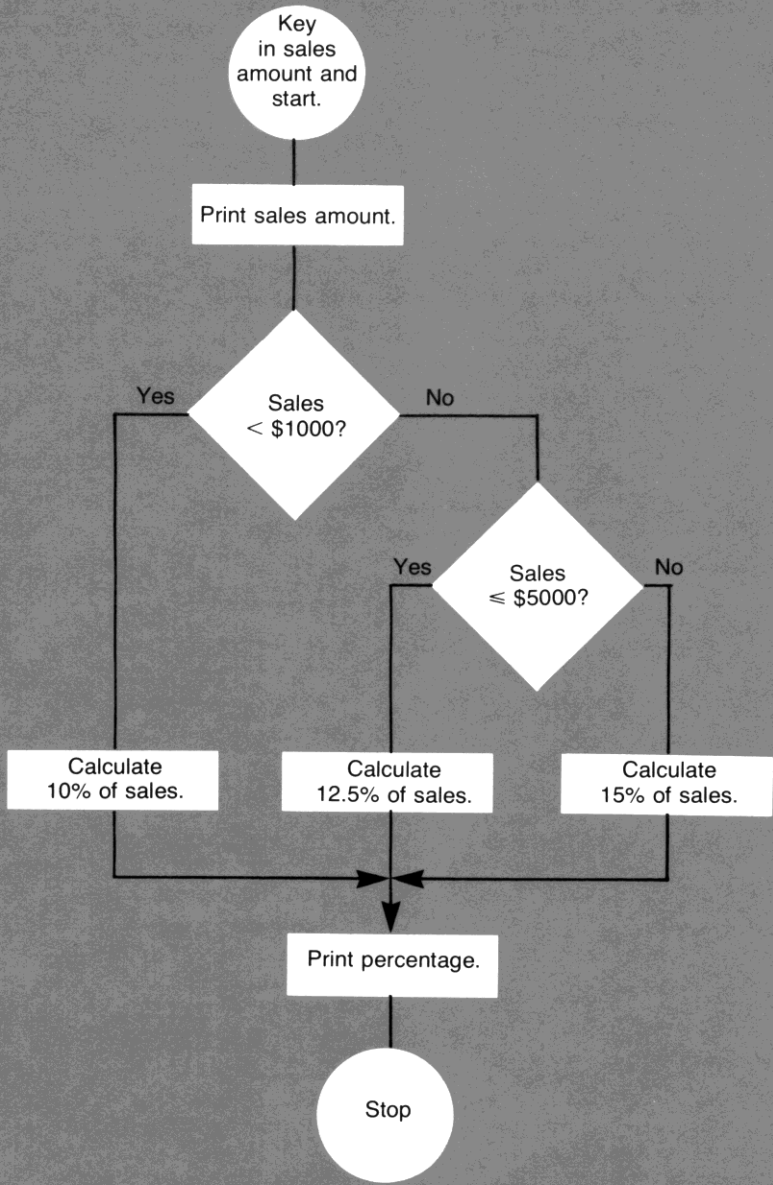 Key
in sales
amount and
start.
Print sales amount.
Yes
Sales
< $1000?
No
Yes
Sales
≤ $5000?
No
Calculate
10% of sales.
Calculate
12.5% of sales.
Calculate
15% of sales.
Print percentage.
Stop